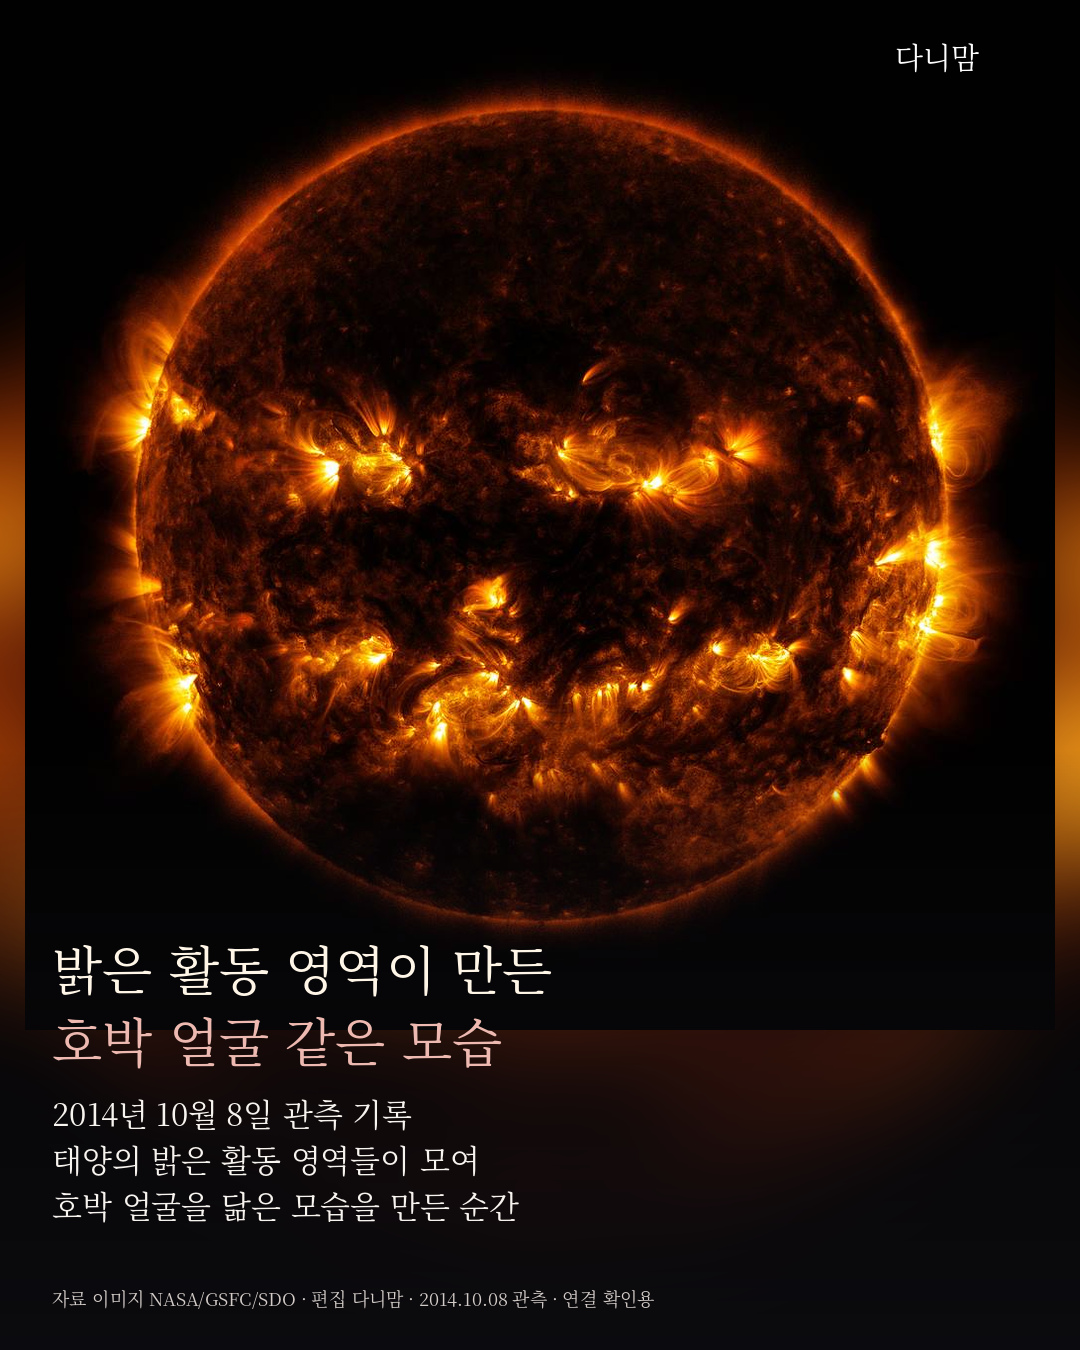 다니맘
밝은 활동 영역이 만든
호박 얼굴 같은 모습
2014년 10월 8일 관측 기록
태양의 밝은 활동 영역들이 모여
호박 얼굴을 닮은 모습을 만든 순간
자료 이미지 NASA/GSFC/SDO · 편집 다니맘 · 2014.10.08 관측 · 연결 확인용